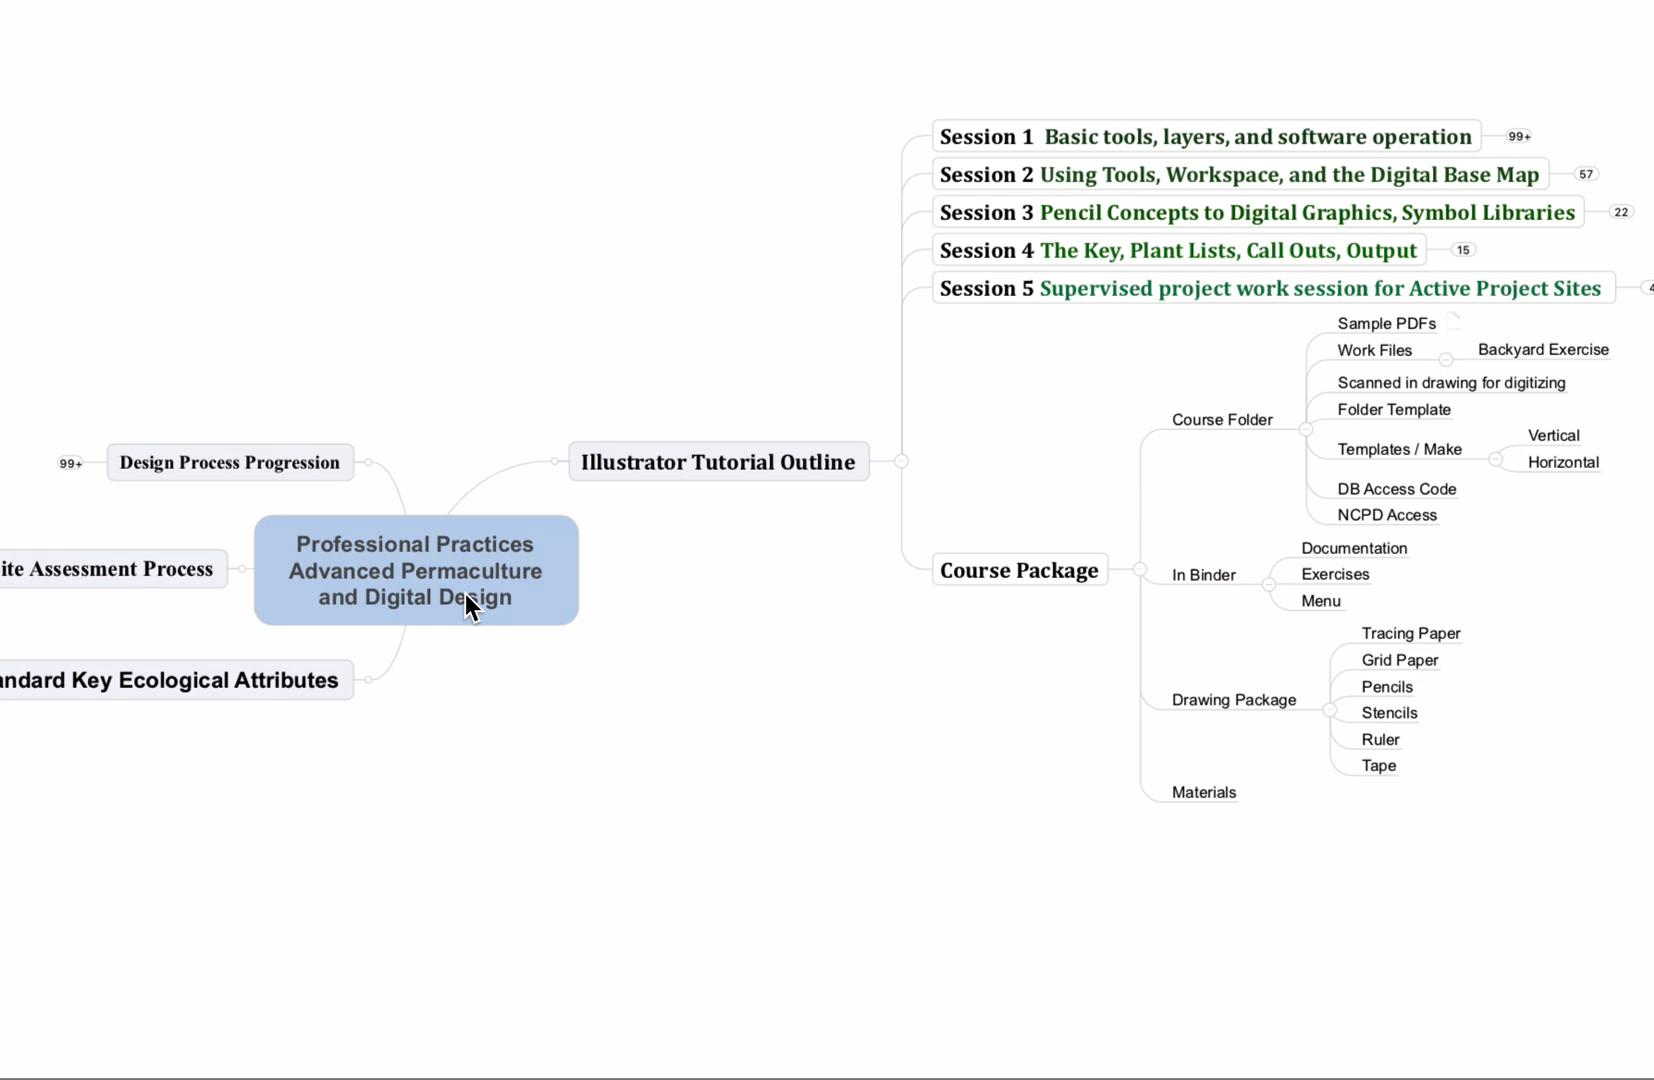 Session 1 Basic tools, layers, and software operation 99+
Session 2 Using Tools, Workspace, and the Digital Base Map 57
Session 3 Pencil Concepts to Digital Graphics, Symbol Libraries 22
Session 4 The Key, Plant Lists, Call Outs, Output 15
Session 5 Supervised project work session for Active Project Sites 4
Sample PDFs
Work Files Backyard Exercise
Scanned in drawing for digitizing
Folder Template
Course Folder
Templates / Make
Vertical
Horizontal
DB Access Code
NCPD Access
99+ Design Process Progression
Illustrator Tutorial Outline
Professional Practices
Advanced Permaculture
and Digital Design
ite Assessment Process
andard Key Ecological Attributes
Course Package
Documentation
In Binder
Exercises
Menu
Tracing Paper
Grid Paper
Pencils
Drawing Package
Stencils
Ruler
Tape
Materials